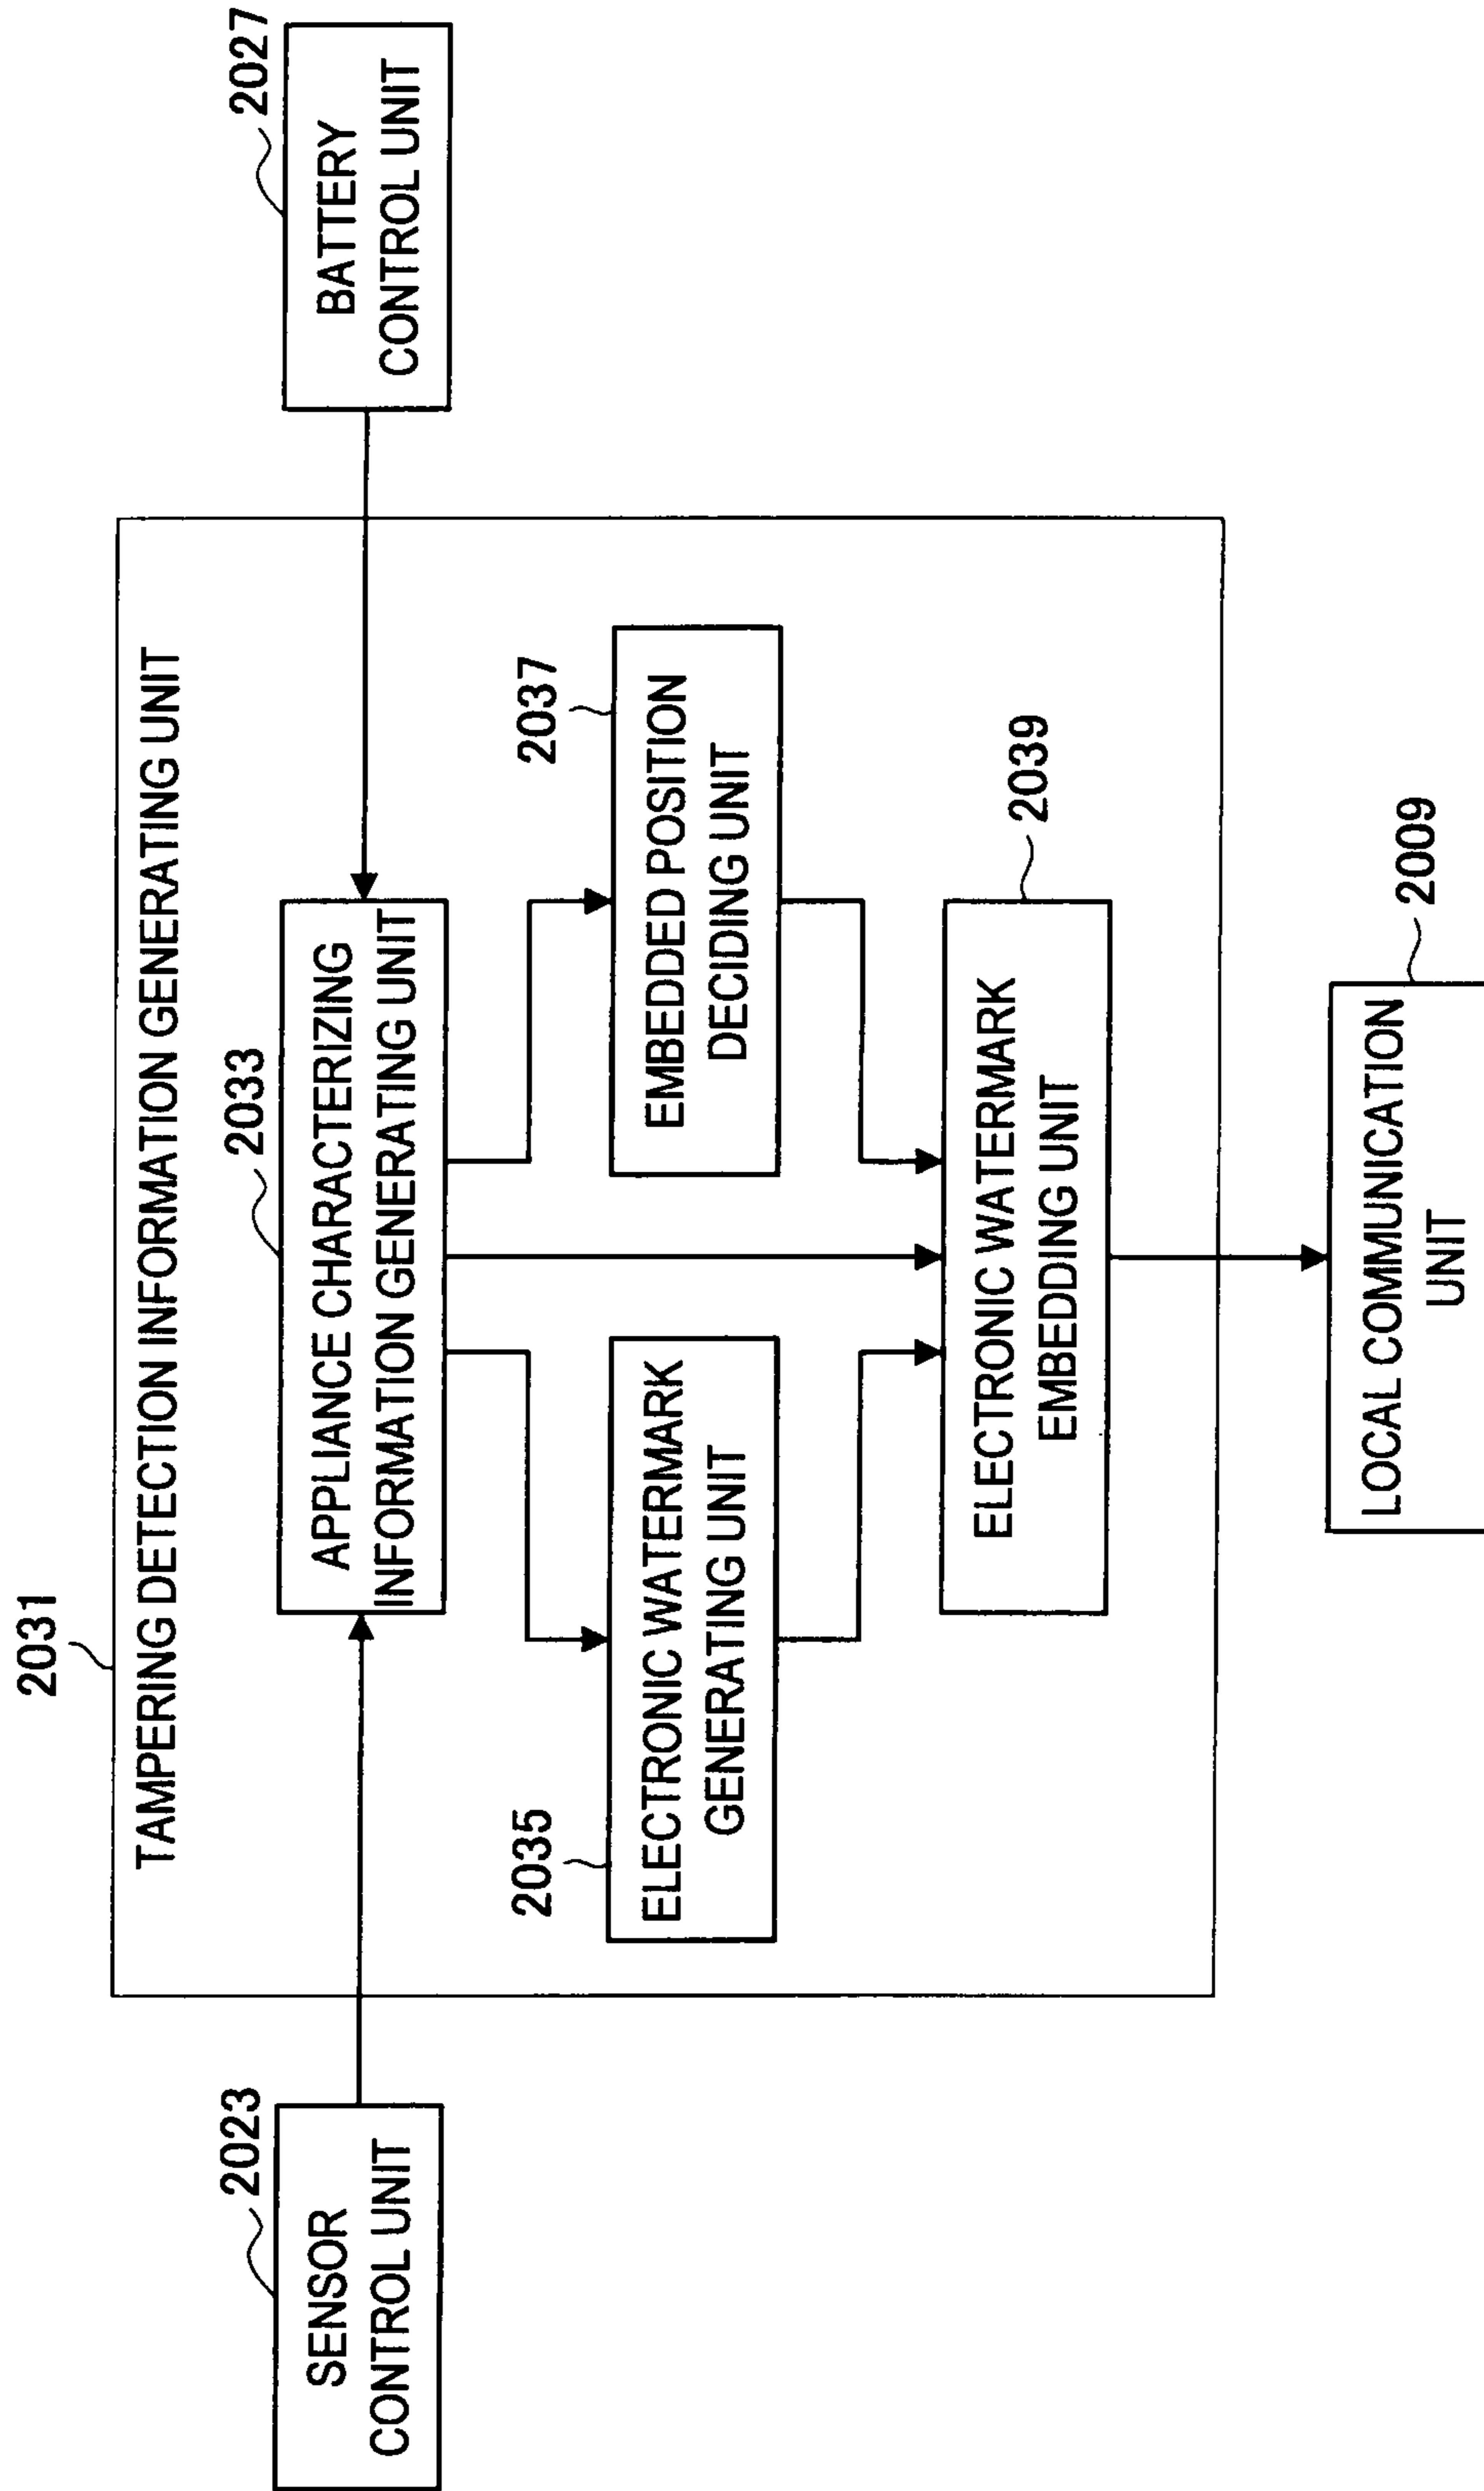 2031
TAMPERING DETECTION INFORMATION GENERATING UNIT
2023
SENSOR
CONTROL UNIT
2033
APPLIANCE CHARACTERIZING
INFORMATION GENERATING UNIT
2027
BATTERY
CONTROL UNIT
2035
ELECTRONIC WATERMARK
GENERATING UNIT
2037
EMBEDDED POSITION
DECIDING UNIT
2039
ELECTRONIC WATERMARK
EMBEDDING UNIT
2009
LOCAL COMMUNICATION
UNIT